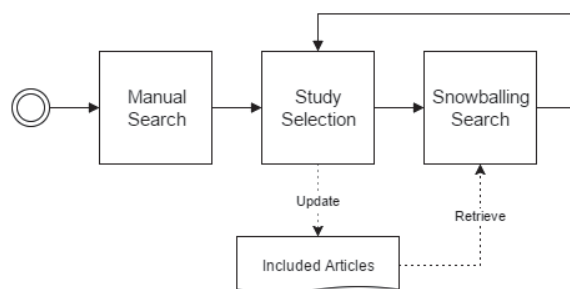 Manual
Search
Study
Selection
Snowballing
Search
Update
Retrieve
Included Articles